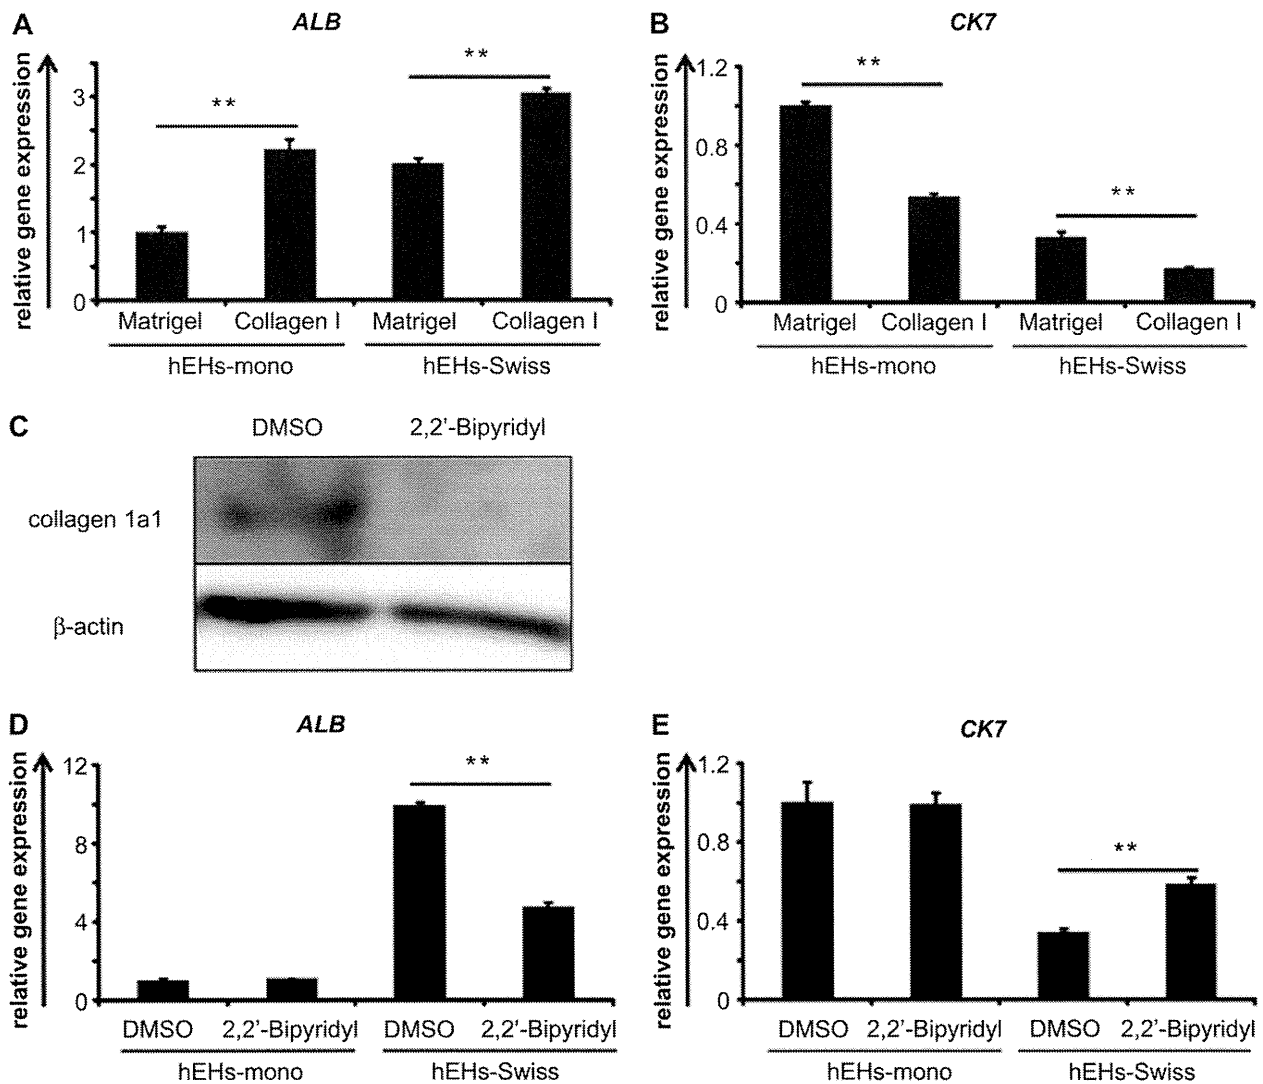 A
ALB
relative gene expression
**
**
3
2
1
0
Matrigel
Collagen I
Matrigel
Collagen I
hEHs-mono
hEHs-Swiss
B
CK7
relative gene expression
**
**
1.2
0.8
0.4
0
Matrigel
Collagen I
Matrigel
Collagen I
hEHs-mono
hEHs-Swiss
C
DMSO
2,2'-Bipyridyl
collagen 1a1
β-actin
D
ALB
relative gene expression
**
12
8
4
0
DMSO
2,2'-Bipyridyl
DMSO
2,2'-Bipyridyl
hEHs-mono
hEHs-Swiss
E
CK7
relative gene expression
**
1.2
0.8
0.4
0
DMSO
2,2'-Bipyridyl
DMSO
2,2'-Bipyridyl
hEHs-mono
hEHs-Swiss